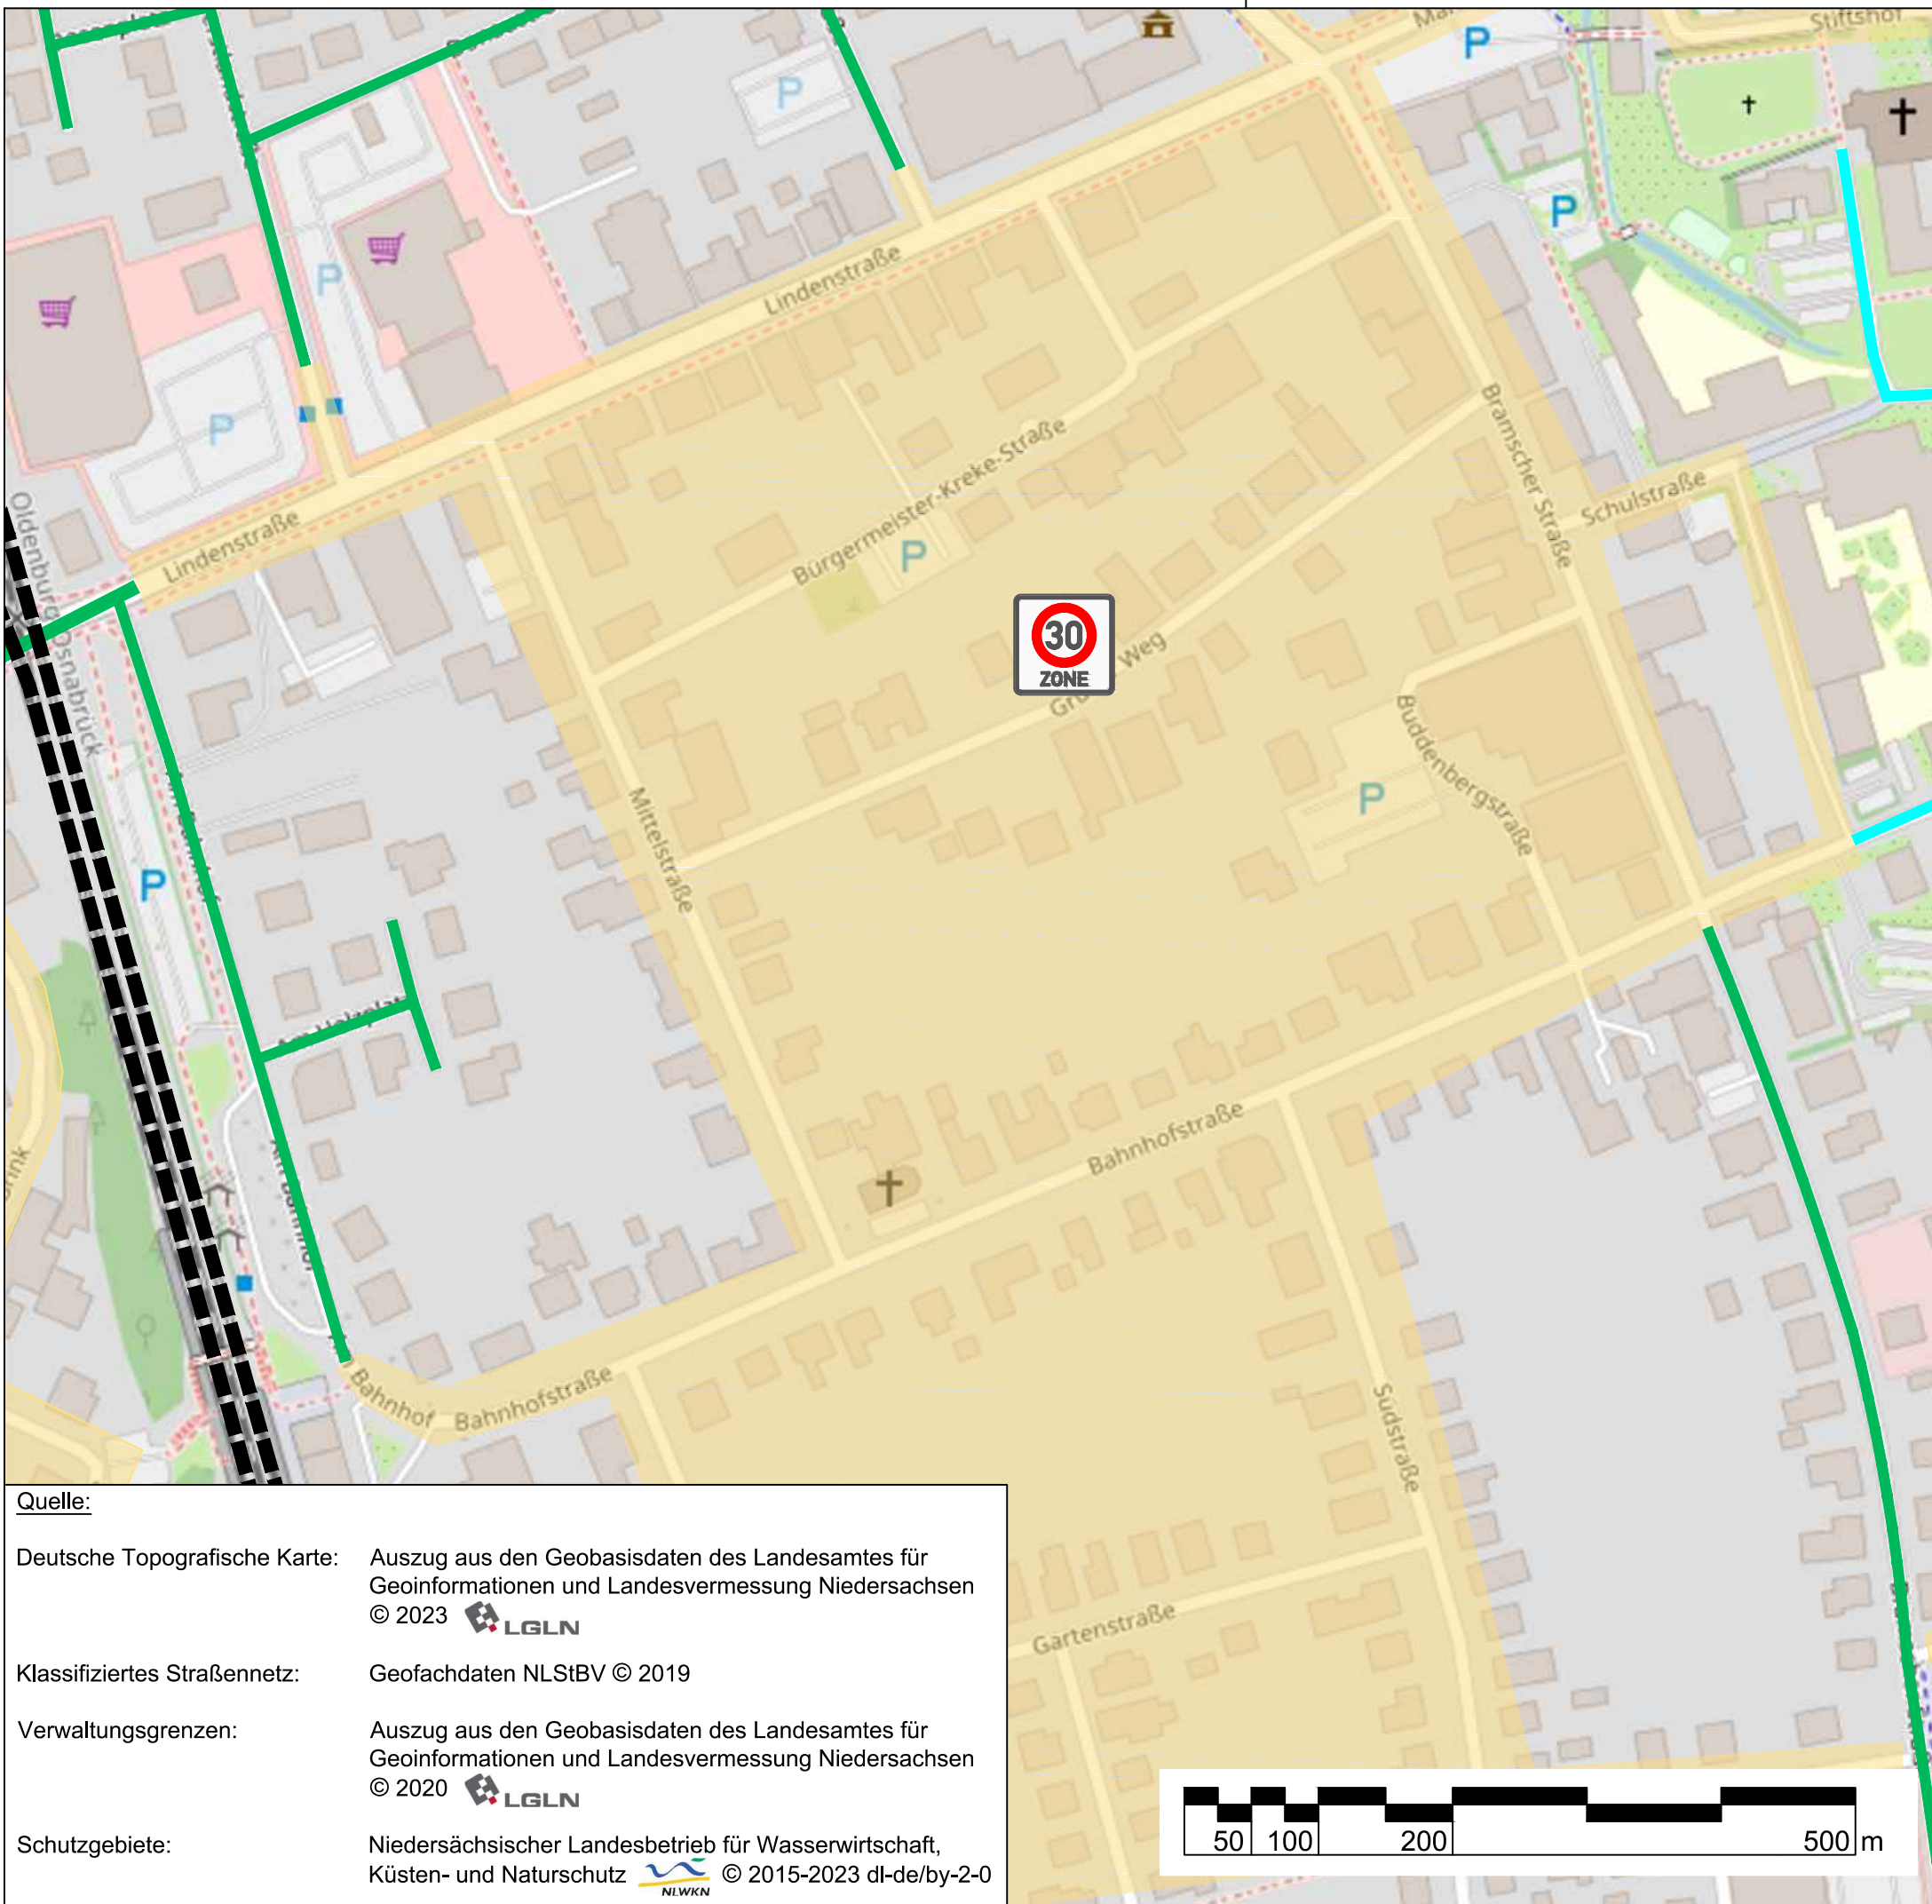 Stiftshof
P
P
P
P
P
Lindenstraße
Lindenstraße
Oldenburg
Osnabrück
Bramscher Straße
Schulstraße
Bürgermeister-Kreke-Straße
P
30
ZONE
Weg
Buddenbergstraße
P
Mittelstraße
P
Bahnhofstraße
Bahnhof
Bahnhofstraße
Südstraße
Gartenstraße
Quelle:
Deutsche Topografische Karte: Auszug aus den Geobasisdaten des Landesamtes für
Geoinformationen und Landesvermessung Niedersachsen
© 2023 LGLN
Klassifiziertes Straßennetz: Geofachdaten NLStBV © 2019
Verwaltungsgrenzen: Auszug aus den Geobasisdaten des Landesamtes für
Geoinformationen und Landesvermessung Niedersachsen
© 2020 LGLN
Schutzgebiete: Niedersächsischer Landesbetrieb für Wasserwirtschaft,
Küsten- und Naturschutz NLWKN © 2015-2023 dl-de/by-2-0
50 100 200 500 m